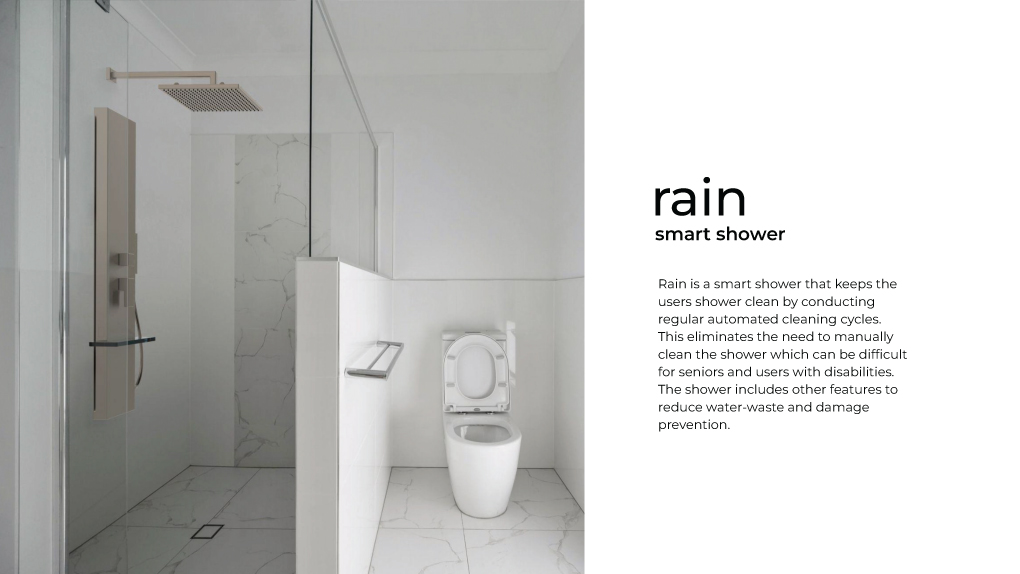 rain
smart shower
Rain is a smart shower that keeps the
users shower clean by conducting
regular automated cleaning cycles.
This eliminates the need to manually
clean the shower which can be difficult
for seniors and users with disabilities.
The shower includes other features to
reduce water-waste and damage
prevention.